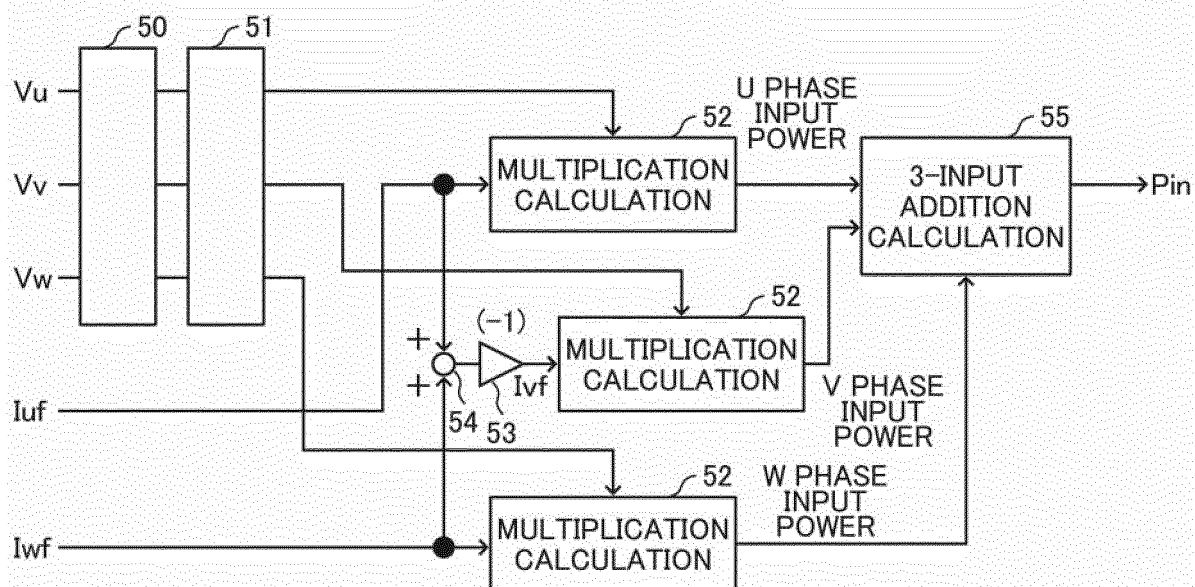 50
51
Vu
Vv
Vw
Iuf
Iwf
52
MULTIPLICATION
CALCULATION
U PHASE
INPUT
POWER
55
3-INPUT
ADDITION
CALCULATION
Pin
+
+
54
(-1)
53
Ivf
52
MULTIPLICATION
CALCULATION
V PHASE
INPUT
POWER
52
MULTIPLICATION
CALCULATION
W PHASE
INPUT
POWER